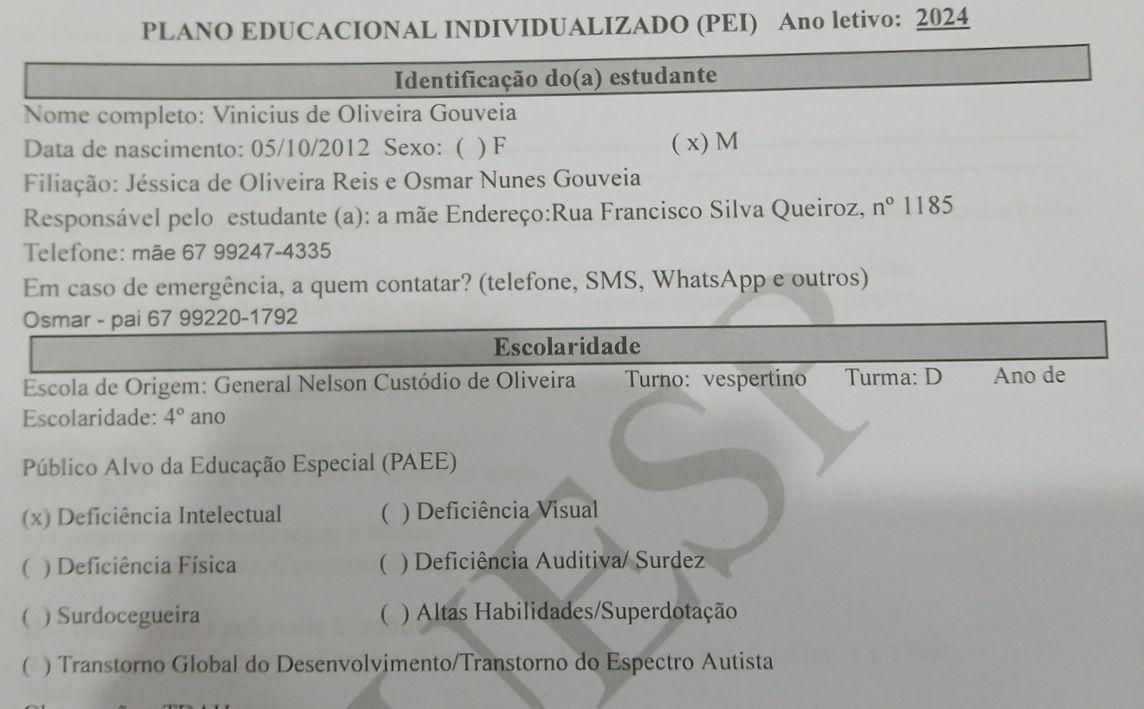 PLANO EDUCACIONAL INDIVIDUALIZADO (PEI) Ano letivo: 2024
Identificação do(a) estudante
Nome completo: Vinicius de Oliveira Gouveia
Data de nascimento: 05/10/2012 Sexo: ( ) F ( x) M
Filiação: Jéssica de Oliveira Reis e Osmar Nunes Gouveia
Responsável pelo estudante (a): a mãe Endereço:Rua Francisco Silva Queiroz, nº 1185
Telefone: mãe 67 99247-4335
Em caso de emergência, a quem contatar? (telefone, SMS, WhatsApp e outros)
Osmar - pai 67 99220-1792
Escolaridade
Escola de Origem: General Nelson Custódio de Oliveira Turno: vespertino Turma: D Ano de
Escolaridade: 4º ano
Público Alvo da Educação Especial (PAEE)
(x) Deficiência Intelectual ( ) Deficiência Visual
( ) Deficiência Física ( ) Deficiência Auditiva/ Surdez
( ) Surdocegueira ( ) Altas Habilidades/Superdotação
( ) Transtorno Global do Desenvolvimento/Transtorno do Espectro Autista